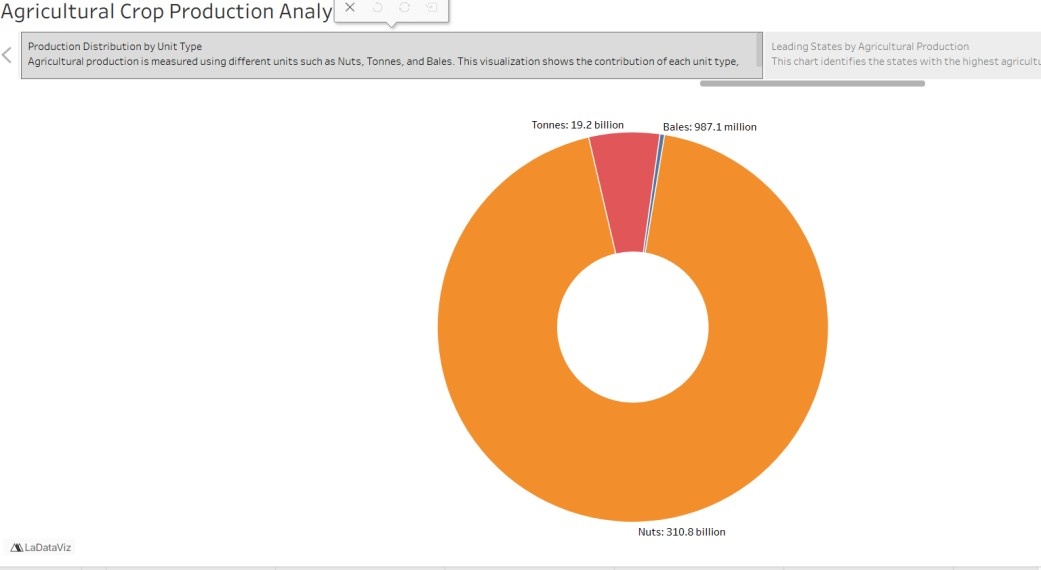 Agricultural Crop Production Analy
Production Distribution by Unit Type
Agricultural production is measured using different units such as Nuts, Tonnes, and Bales. This visualization shows the contribution of each unit type,
Leading States by Agricultural Production
This chart identifies the states with the highest agricultu
Tonnes: 19.2 billion
Bales: 987.1 million
Nuts: 310.8 billion
LaDataViz